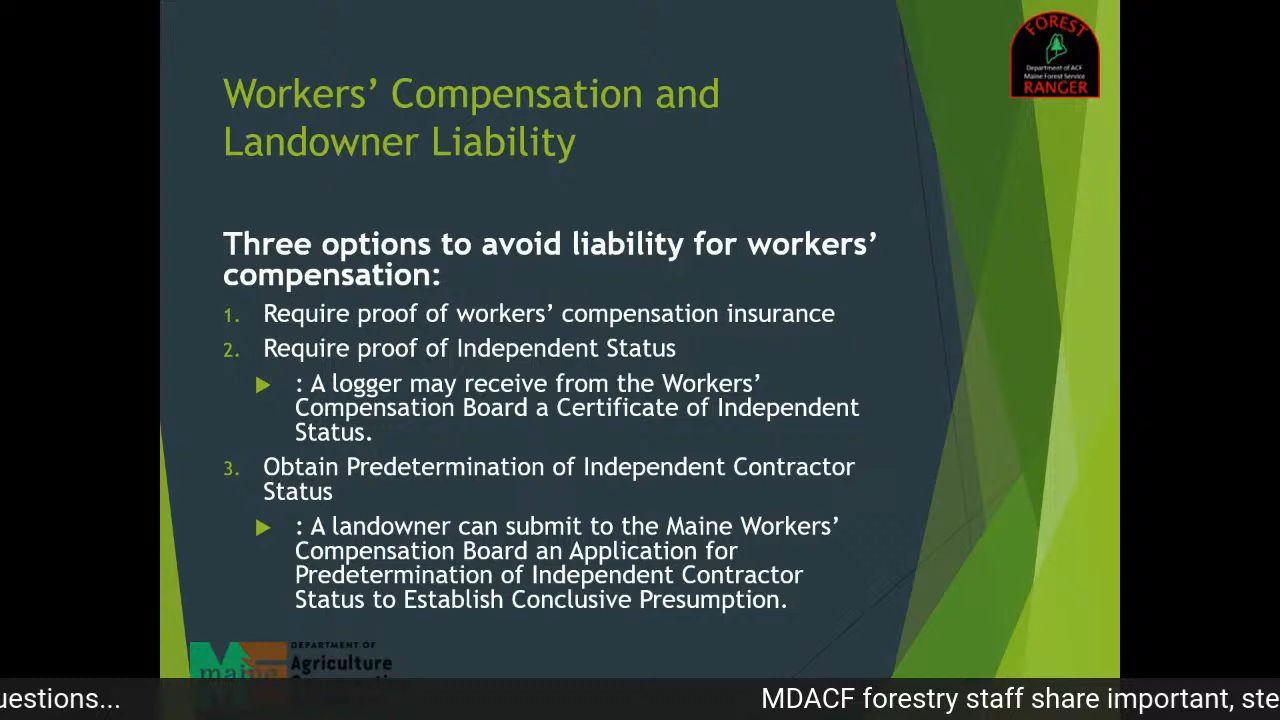 FOREST
Department of ACF
Maine Forest Service
RANGER
Workers’ Compensation and
Landowner Liability
Three options to avoid liability for workers’
compensation:
1. Require proof of workers’ compensation insurance
2. Require proof of Independent Status
: A logger may receive from the Workers’
Compensation Board a Certificate of Independent
Status.
3. Obtain Predetermination of Independent Contractor
Status
: A landowner can submit to the Maine Workers’
Compensation Board an Application for
Predetermination of Independent Contractor
Status to Establish Conclusive Presumption.
DEPARTMENT OF
Agriculture
maine
uestions... MDACF forestry staff share important, ste